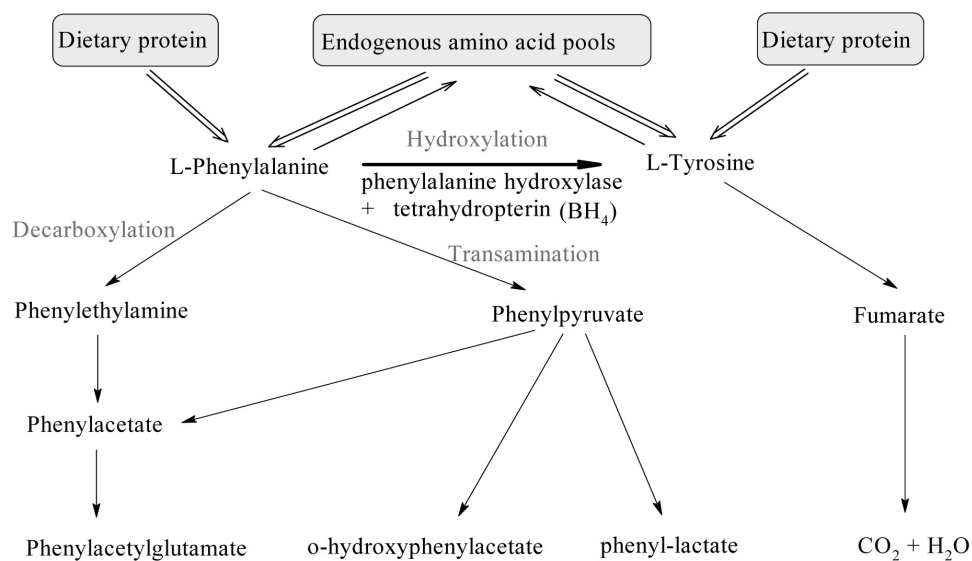 Dietary protein
Endogenous amino acid pools
Dietary protein
Hydroxylation
L-Phenylalanine
L-Tyrosine
phenylalanine hydroxylase
+ tetrahydropterin (BH₄)
Decarboxylation
Transamination
Phenylethylamine
Phenylpyruvate
Fumarate
Phenylacetate
Phenylacetylglutamate
o-hydroxyphenylacetate
phenyl-lactate
CO₂ + H₂O